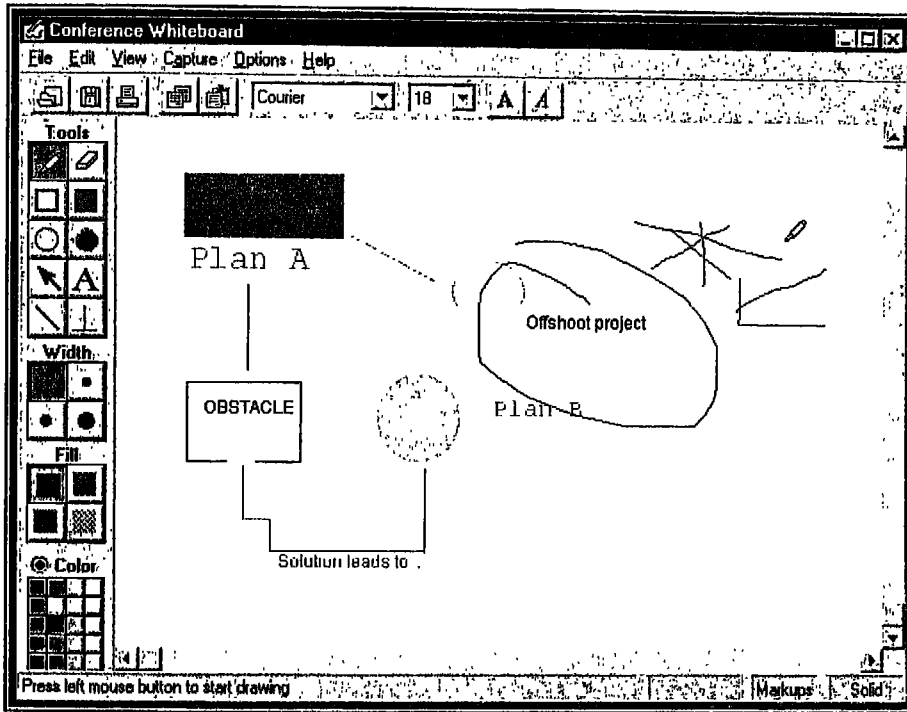 Conference Whiteboard
File Edit View Capture Options Help
Courier 18 A A
Tools
A
Width
Fill
Color
Plan A
Offshoot project
OBSTACLE
Plan B
Solution leads to .
Press left mouse button to start drawing Markups Solid